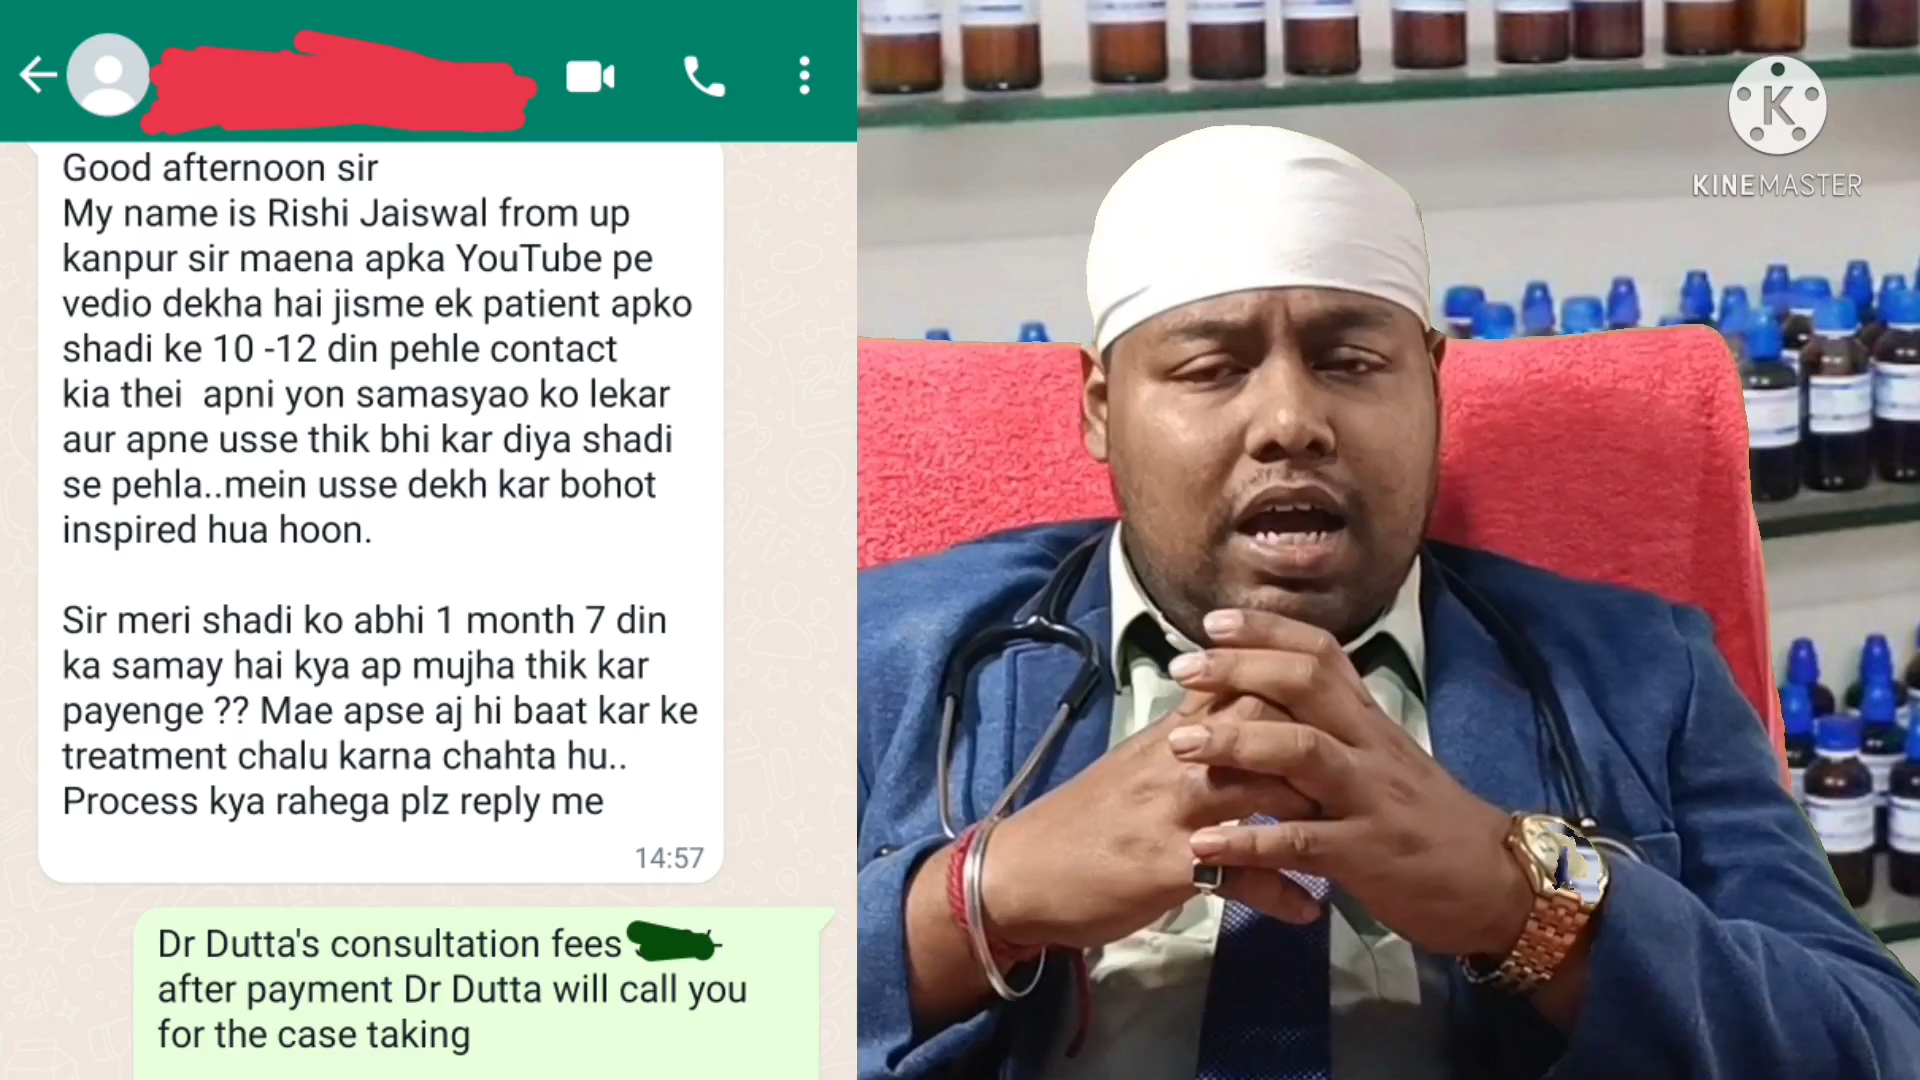 Good afternoon sir
My name is Rishi Jaiswal from up
kanpur sir maena apka YouTube pe
vedio dekha hai jisme ek patient apko
shadi ke 10 -12 din pehle contact
kia thei  apni yon samasyao ko lekar
aur apne usse thik bhi kar diya shadi
se pehla..mein usse dekh kar bohot
inspired hua hoon.
Sir meri shadi ko abhi 1 month 7 din
ka samay hai kya ap mujha thik kar
payenge ?? Mae apse aj hi baat kar ke
treatment chalu karna chahta hu..
Process kya rahega plz reply me
14:57
Dr Dutta's consultation fees
after payment Dr Dutta will call you
for the case taking
K
KINEMASTER